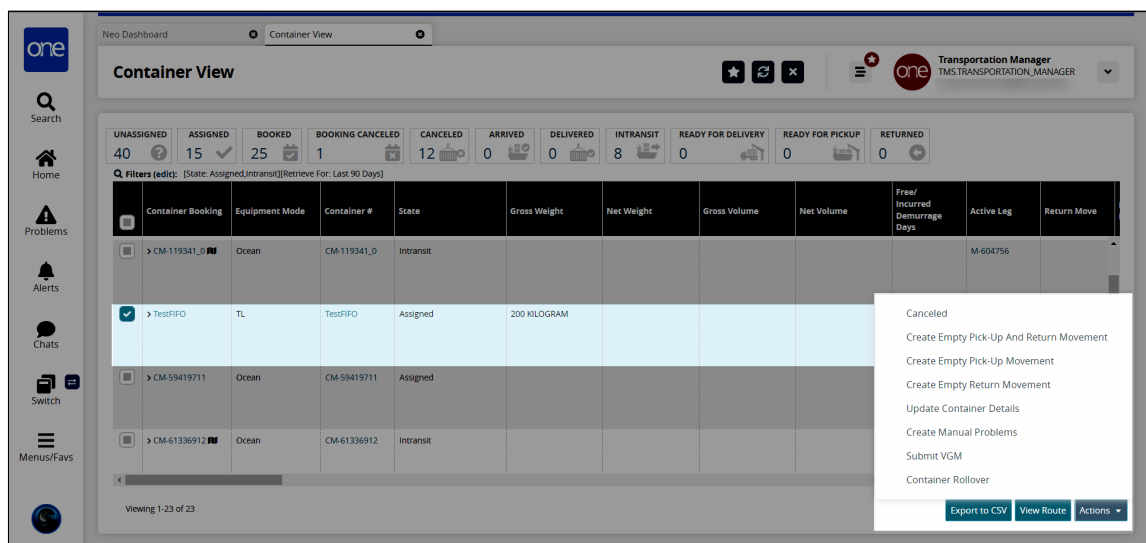 one
Neo Dashboard
Container View
Container View
Transportation Manager
TMS.TRANSPORTATION_MANAGER
one
Search
Home
Problems
Alerts
Chats
Switch
Menus/Favs
UNASSIGNED ASSIGNED BOOKED BOOKING CANCELED CANCELED ARRIVED DELIVERED INTRANSIT READY FOR DELIVERY READY FOR PICKUP RETURNED
40 15 25 1 12 0 0 8 0 0 0
Filters (edit): [State: Assigned,Intransit][Retrieve For: Last 90 Days]
Container Booking Equipment Mode Container # State Gross Weight Net Weight Gross Volume Net Volume Free/ Incurred Demurrage Days Active Leg Return Move
CM-119341_0 Ocean CM-119341_0 Intransit M-604756
TestFIFO TL TestFIFO Assigned 200 KILOGRAM
CM-59419711 Ocean CM-59419711 Assigned
CM-61336912 Ocean CM-61336912 Intransit
Canceled
Create Empty Pick-Up And Return Movement
Create Empty Pick-Up Movement
Create Empty Return Movement
Update Container Details
Create Manual Problems
Submit VGM
Container Rollover
Viewing 1-23 of 23
Export to CSV View Route Actions